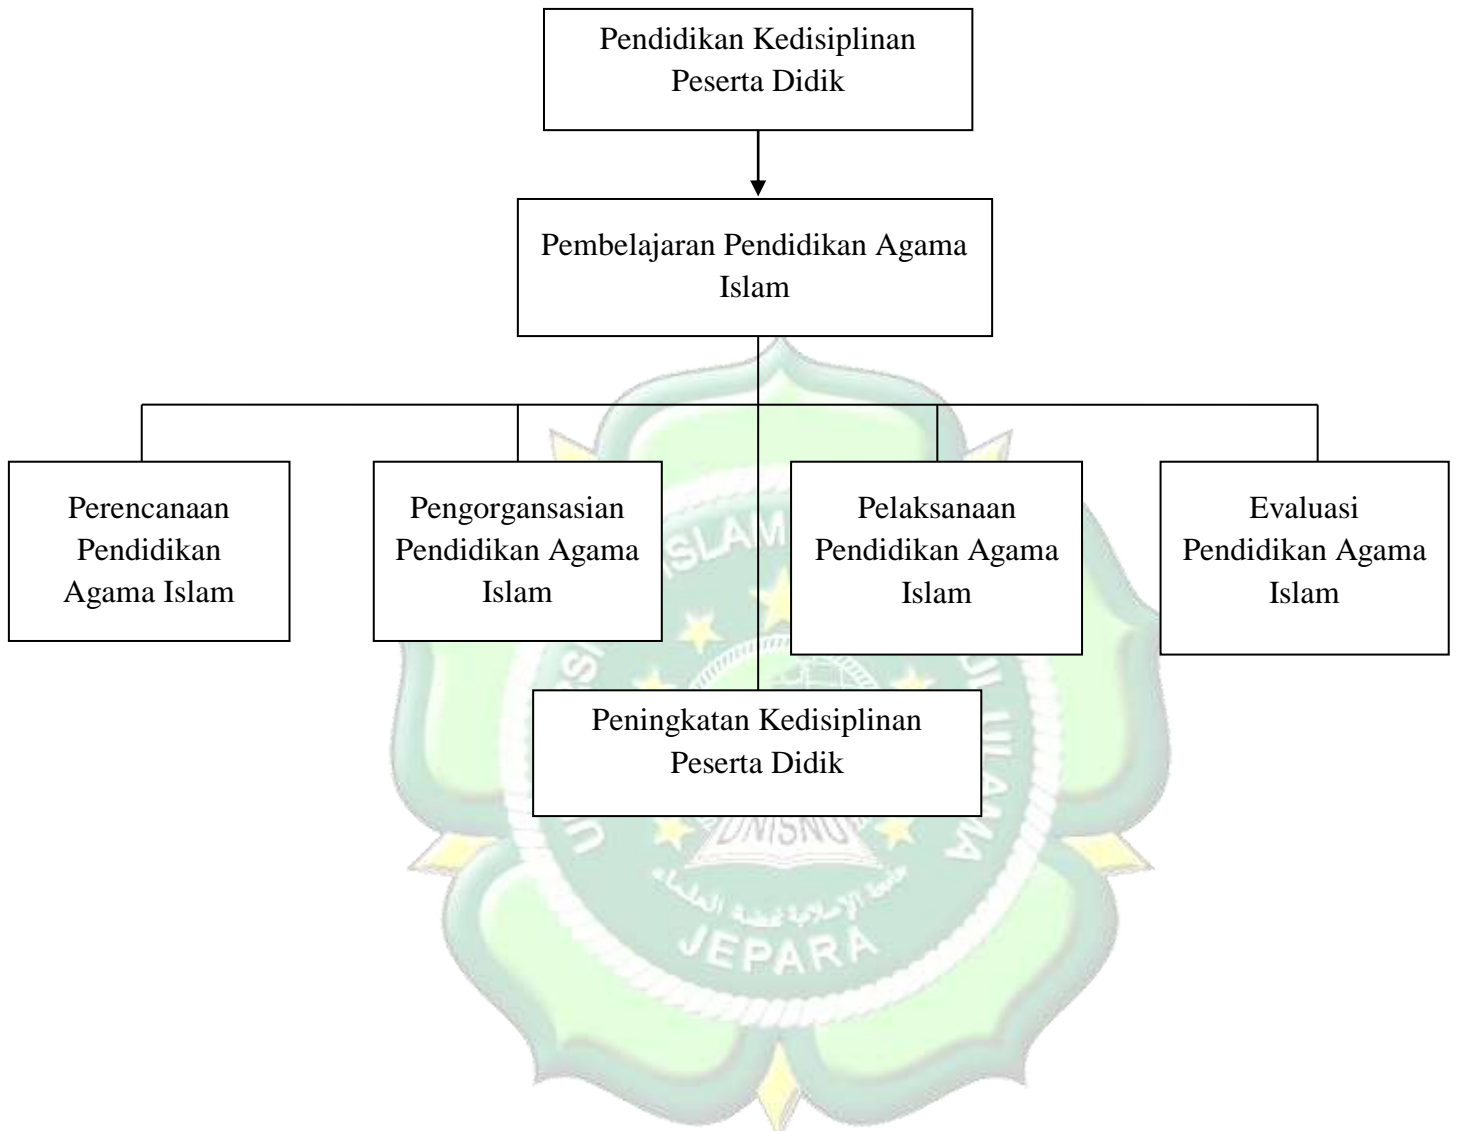 Pendidikan Kedisiplinan
Peserta Didik
Pembelajaran Pendidikan Agama
Islam
Perencanaan
Pendidikan
Agama Islam
Pengorgansasian
Pendidikan Agama
Islam
Pelaksanaan
Pendidikan Agama
Islam
Evaluasi
Pendidikan Agama
Islam
Peningkatan Kedisiplinan
Peserta Didik
UNISNU
JEPARA